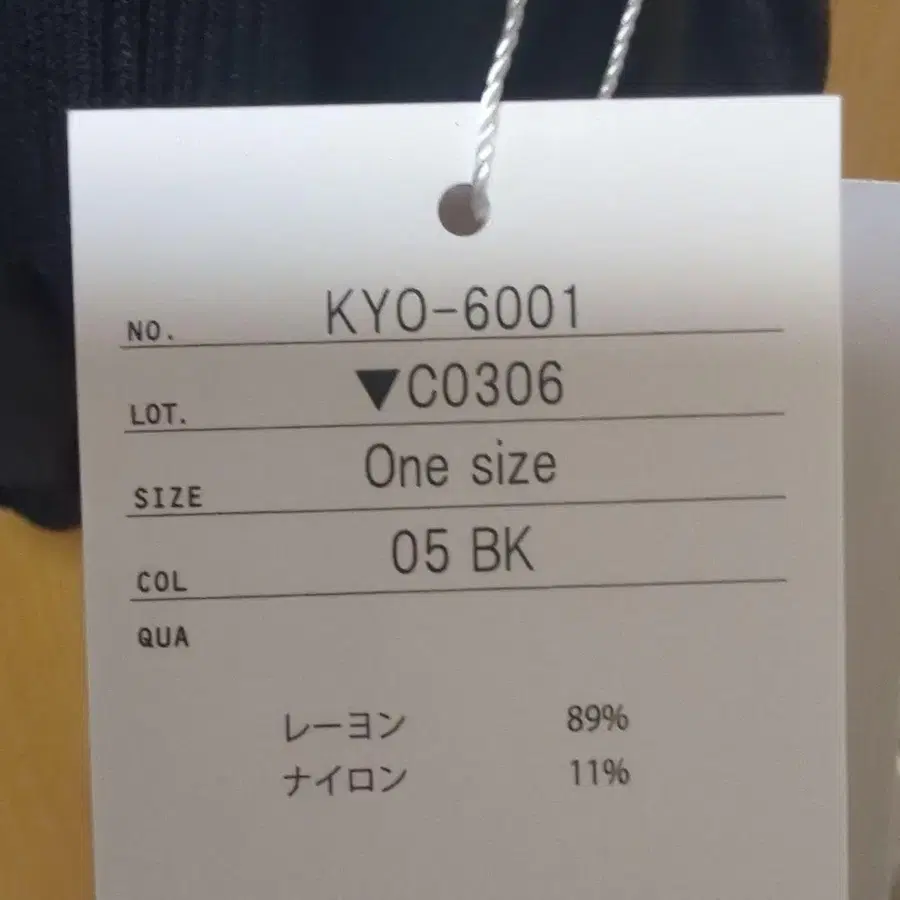 NO. KYO-6001
LOT. ▼C0306
SIZE One size
COL 05 BK
QUA
レーヨン 89%
ナイロン 11%